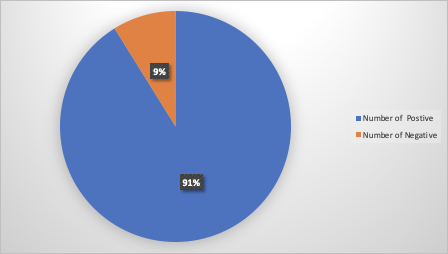 9%
Number of Postive
Number of Negative
91%